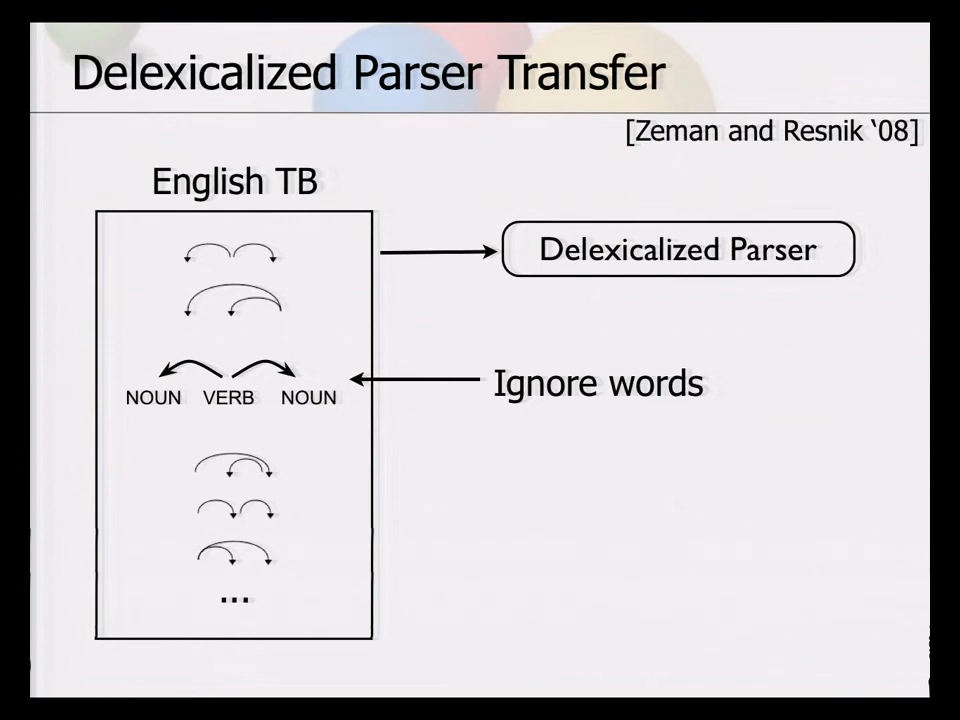 Delexicalized Parser Transfer
[Zeman and Resnik ‘08]
English TB
Delexicalized Parser
NOUN VERB NOUN
Ignore words
...